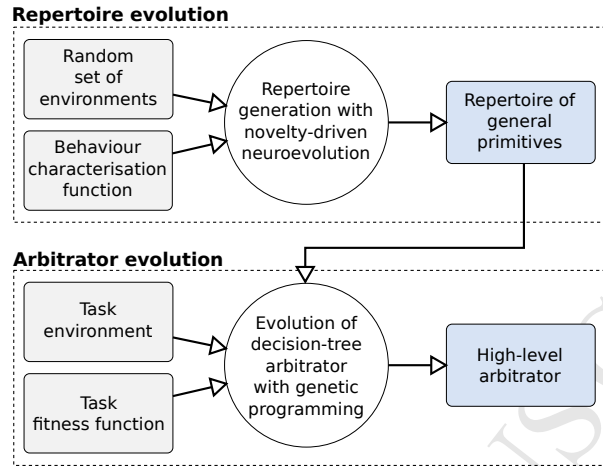 Repertoire evolution
Random
set of
environments
Behaviour
characterisation
function
Repertoire
generation with
novelty-driven
neuroevolution
Repertoire of
general
primitives
Arbitrator evolution
Task
environment
Task
fitness function
Evolution of
decision-tree
arbitrator
with genetic
programming
High-level
arbitrator